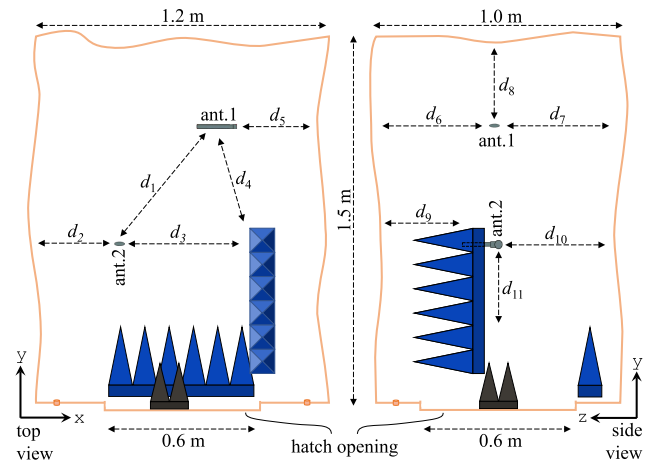 1.2 m
1.0 m
ant.1
d5
d1
d4
d2
d3
ant.2
1.5 m
d8
d6
d7
ant.1
d9
ant.2
d10
d11
y
x
top
view
0.6 m
hatch opening
0.6 m
y
z
side
view